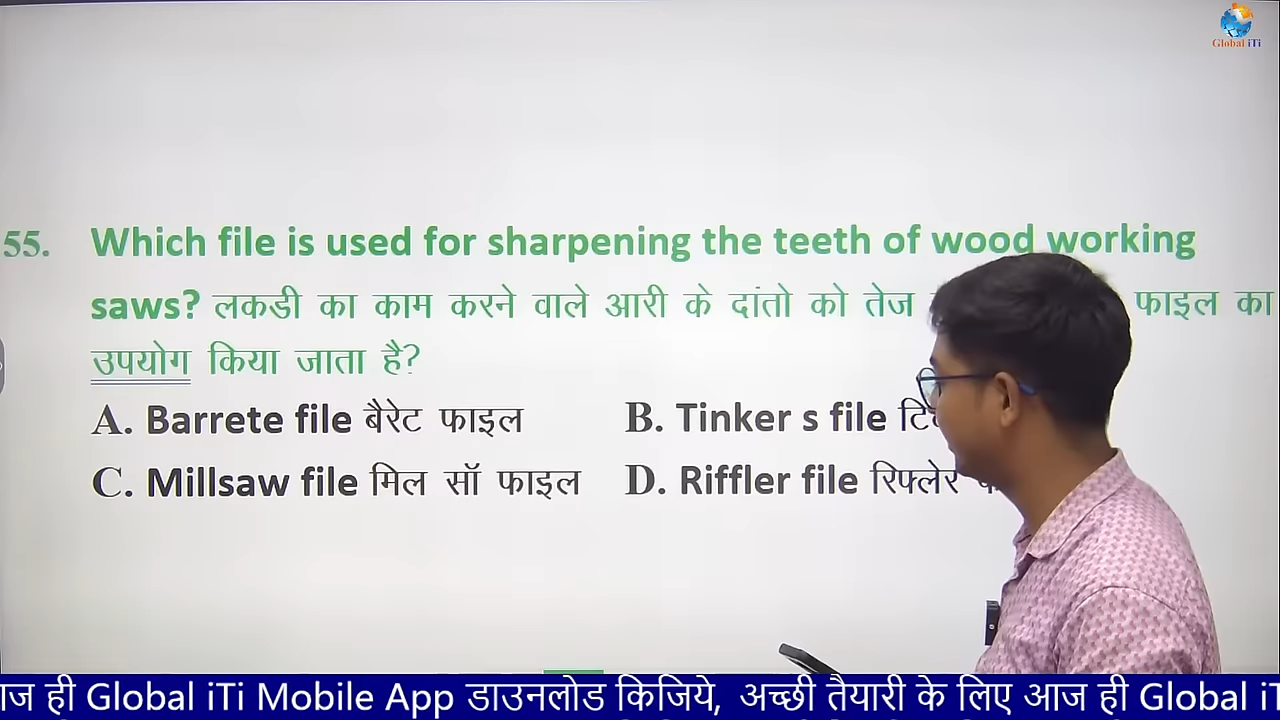 Global iTi
55. Which file is used for sharpening the teeth of wood working
saws? लकडी का काम करने वाले आरी के दांतो को तेज फाइल का
उपयोग किया जाता है?
A. Barrete file बैरेट फाइल B. Tinker s file
C. Millsaw file मिल सॉ फाइल D. Riffler file रिफ्लेर
ही Global iTi Mobile App डाउनलोड किजिये, अच्छी तैयारी के लिए आज ही Global